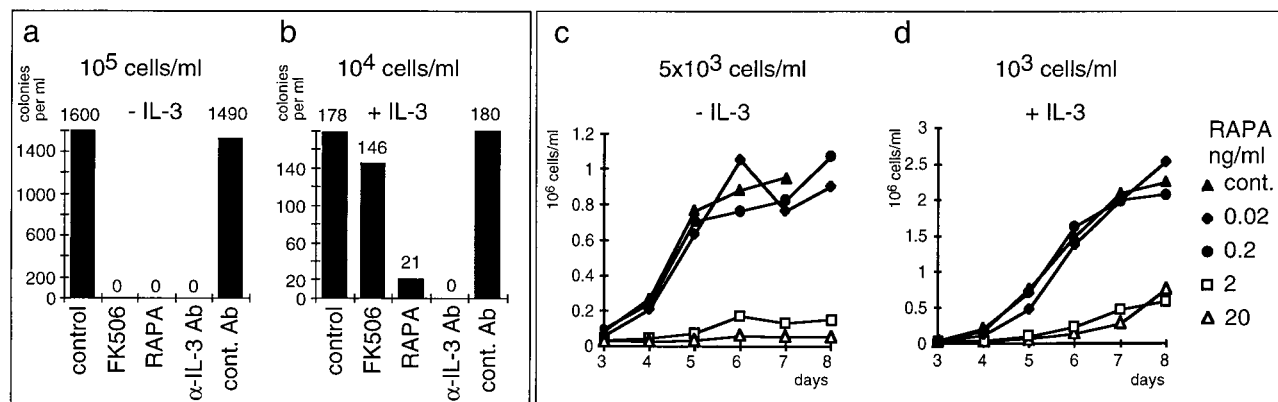 a
10⁵ cells/ml
colonies per ml
- IL-3
1600
0
0
0
1490
1400
1000
600
200
0
control
FK506
RAPA
α-IL-3 Ab
cont. Ab
b
10⁴ cells/ml
colonies per ml
+ IL-3
178
146
21
0
180
140
100
60
20
0
control
FK506
RAPA
α-IL-3 Ab
cont. Ab
c
5x10³ cells/ml
- IL-3
10⁶ cells/ml
1.2
1
0.8
0.6
0.4
0.2
0
3 4 5 6 7 8
days
d
10³ cells/ml
+ IL-3
10⁶ cells/ml
3
2.5
2
1.5
1
0.5
0
3 4 5 6 7 8
days
RAPA
ng/ml
cont.
0.02
0.2
2
20